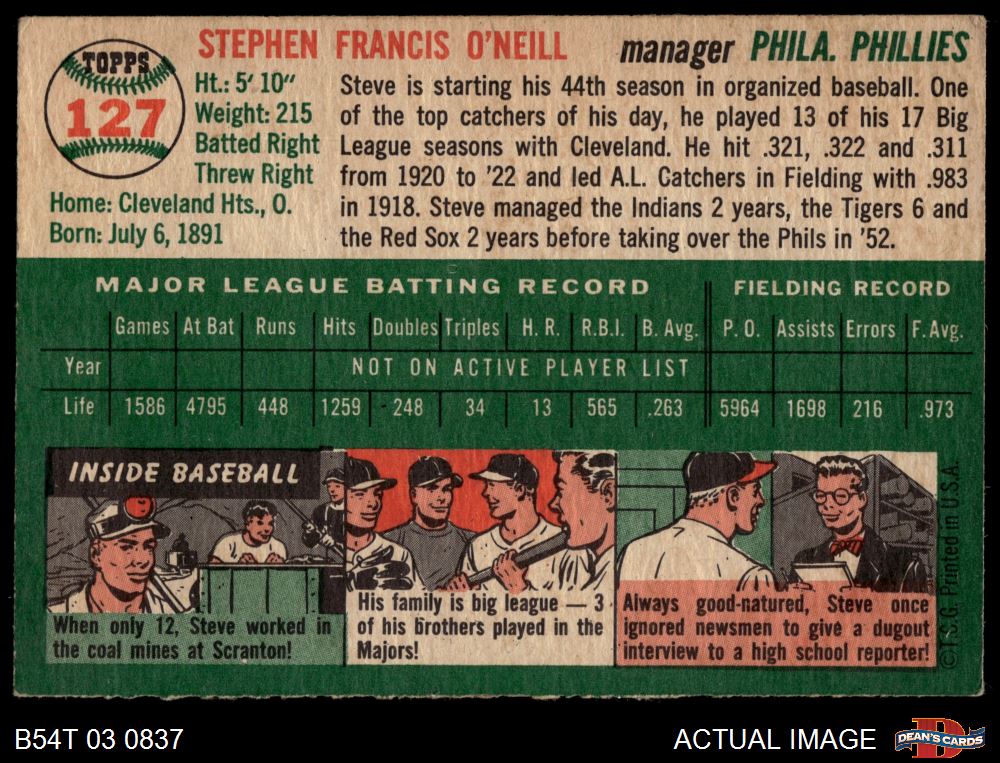 TOPPS
127
STEPHEN FRANCIS O'NEILL
manager PHILA. PHILLIES
Ht.: 5' 10"
Weight: 215
Batted Right
Threw Right
Home: Cleveland Hts., O.
Born: July 6, 1891
Steve is starting his 44th season in organized baseball. One
of the top catchers of his day, he played 13 of his 17 Big
League seasons with Cleveland. He hit .321, .322 and .311
from 1920 to '22 and led A.L. Catchers in Fielding with .983
in 1918. Steve managed the Indians 2 years, the Tigers 6 and
the Red Sox 2 years before taking over the Phils in '52.
MAJOR LEAGUE BATTING RECORD FIELDING RECORD
Games At Bat Runs Hits Doubles Triples H. R. R.B.I. B. Avg. P. O. Assists Errors F. Avg.
Year NOT ON ACTIVE PLAYER LIST
Life 1586 4795 448 1259 248 34 13 565 .263 5964 1698 216 .973
INSIDE BASEBALL
When only 12, Steve worked in
the coal mines at Scranton!
His family is big league — 3
of his brothers played in the
Majors!
Always good-natured, Steve once
ignored newsmen to give a dugout
interview to a high school reporter!
©T.C.G. Printed in U.S.A.
B54T 03 0837
ACTUAL IMAGE
DEAN'S CARDS